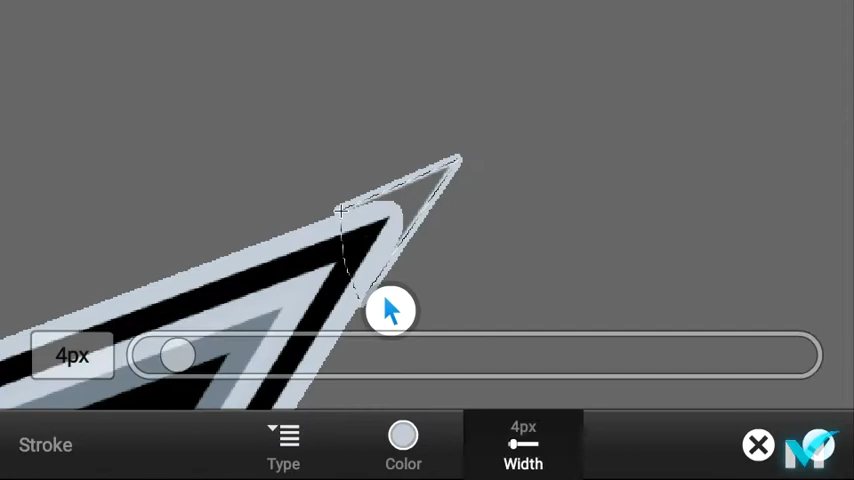 4px
4px
Stroke
Type
Color
Width